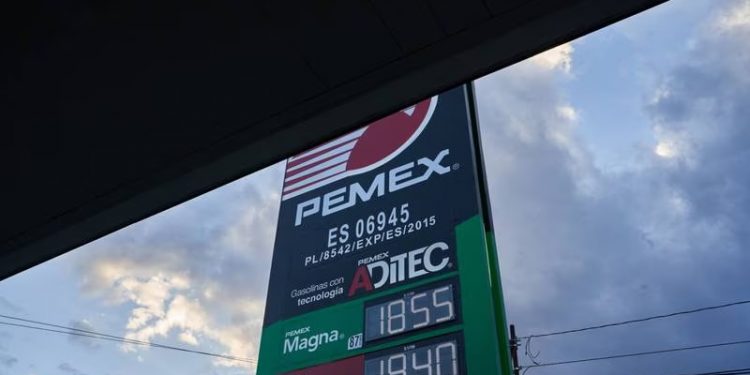 PEMEX®
ES 06945
PL/8542/EXP/ES/2015
Gasolinas con
tecnología
PEMEX
ADITEC®
PEMEX
Magna® 87
18.55